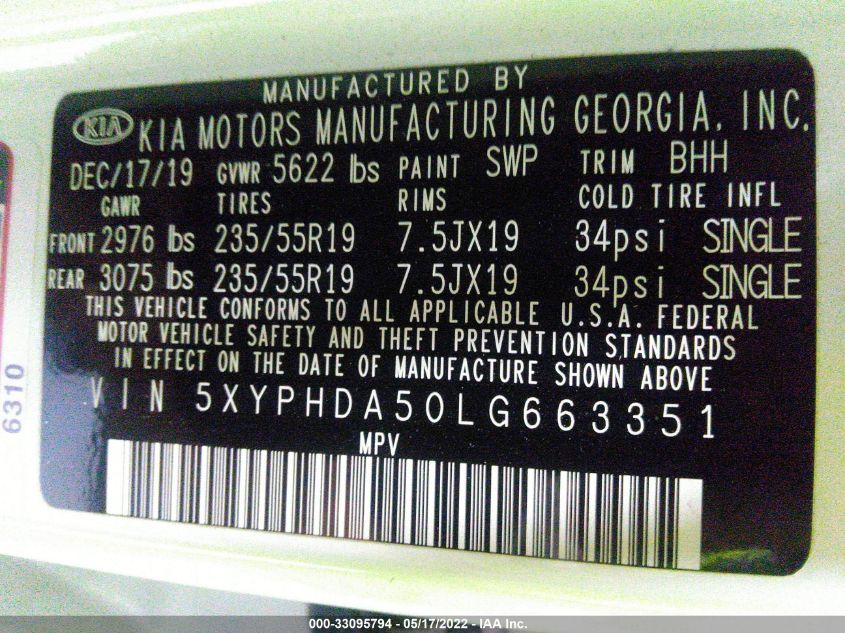 MANUFACTURED BY
KIA KIA MOTORS MANUFACTURING GEORGIA, INC.
DEC/17/19 GVWR 5622 lbs PAINT SWP TRIM BHH
GAWR TIRES RIMS COLD TIRE INFL
FRONT 2976 lbs 235/55R19 7.5JX19 34psi SINGLE
REAR 3075 lbs 235/55R19 7.5JX19 34psi SINGLE
THIS VEHICLE CONFORMS TO ALL APPLICABLE U.S.A. FEDERAL
MOTOR VEHICLE SAFETY AND THEFT PREVENTION STANDARDS
IN EFFECT ON THE DATE OF MANUFACTURE SHOWN ABOVE
VIN 5XYPHDA50LG663351
MPV
6310
000-33095794 - 05/17/2022 - IAA Inc.